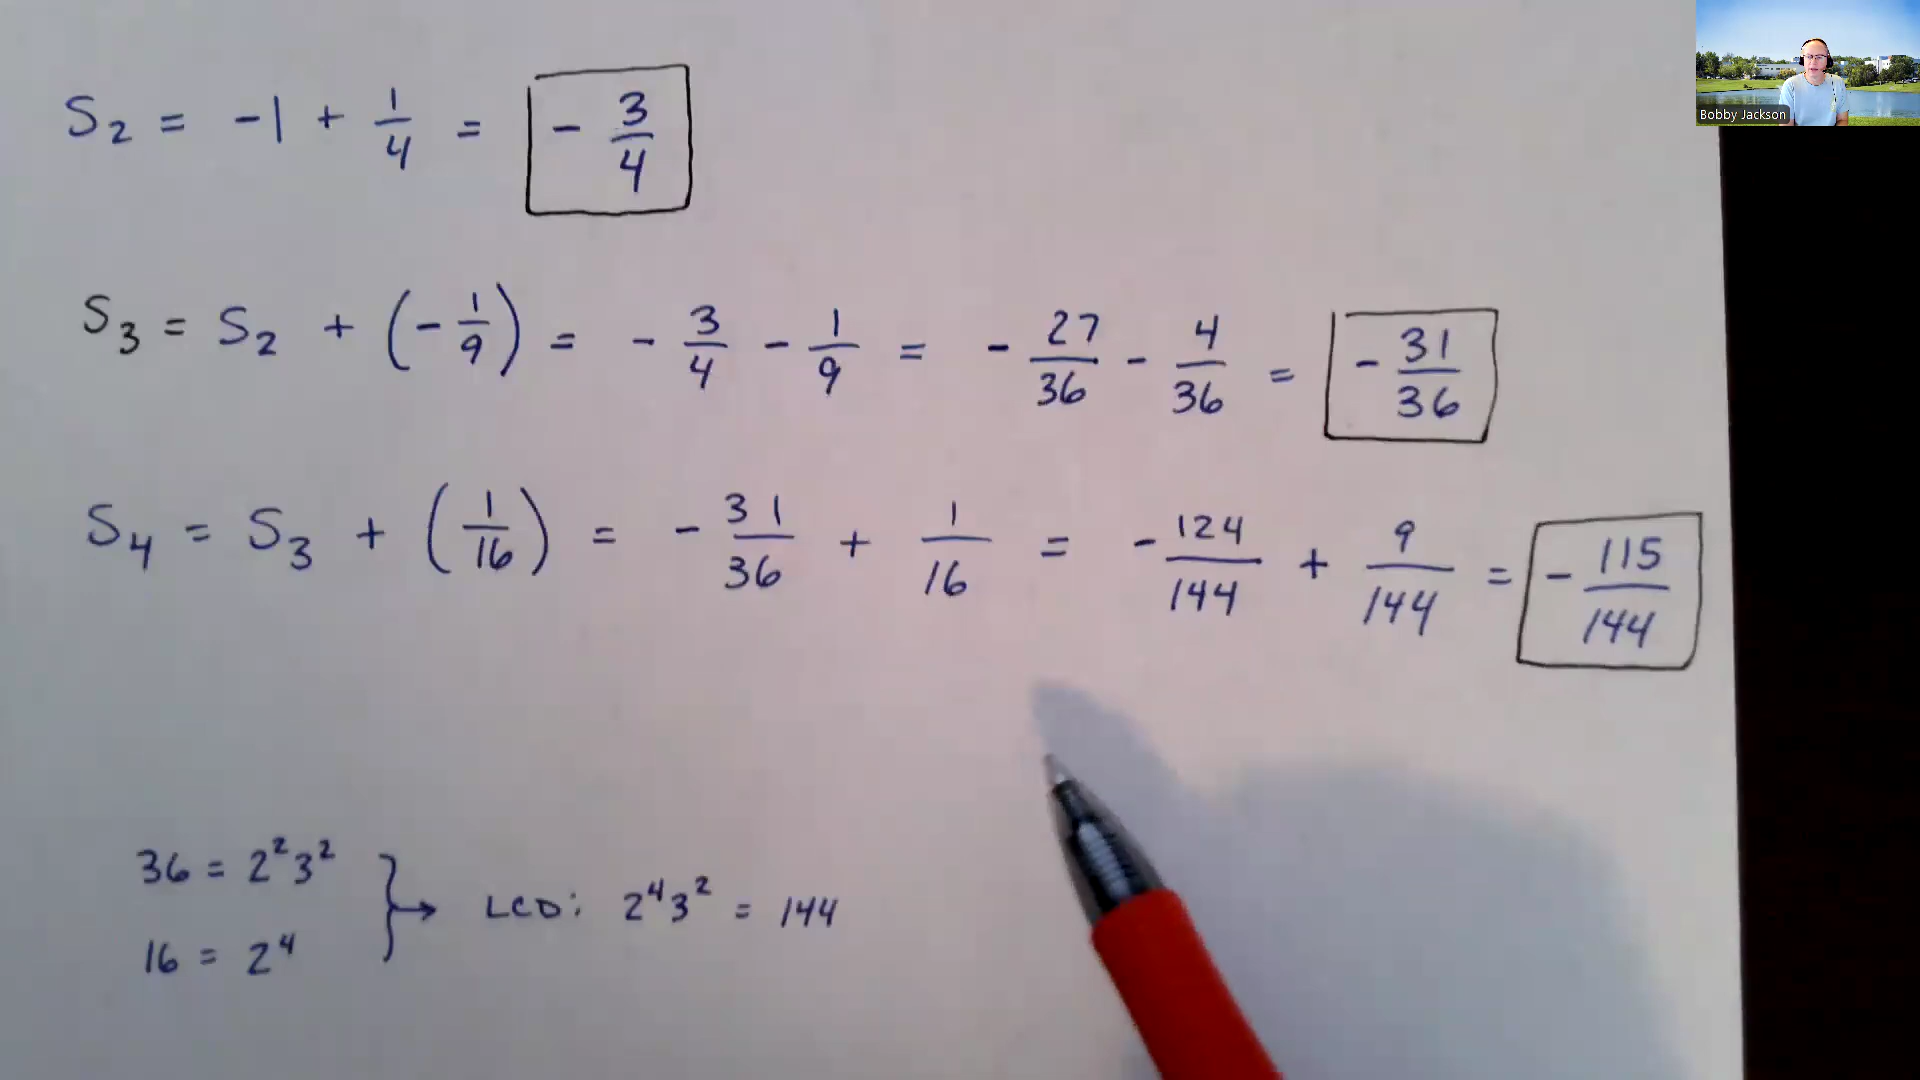 Bobby Jackson
S₂ = -1 + 1/4 = - 3/4
S₃ = S₂ + (- 1/9) = - 3/4 - 1/9 = - 27/36 - 4/36 = - 31/36
S₄ = S₃ + (1/16) = - 31/36 + 1/16 = - 124/144 + 9/144 = - 115/144
36 = 2²3²
16 = 2⁴
} → LCD: 2⁴3² = 144